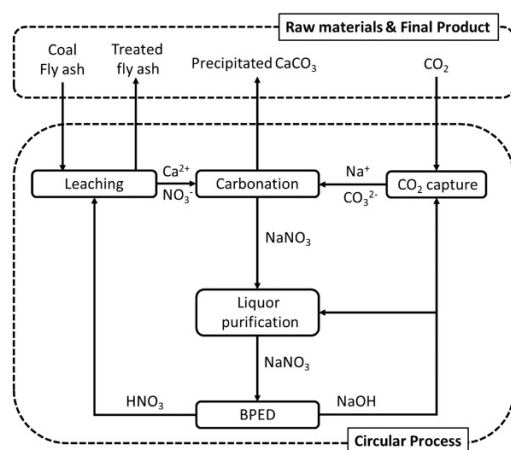 Raw materials & Final Product
Coal
Fly ash
Treated
fly ash
Precipitated CaCO₃
CO₂
Leaching
Ca²⁺
NO₃⁻
Carbonation
Na⁺
CO₃²⁻
CO₂ capture
NaNO₃
Liquor
purification
NaNO₃
HNO₃
BPED
NaOH
Circular Process